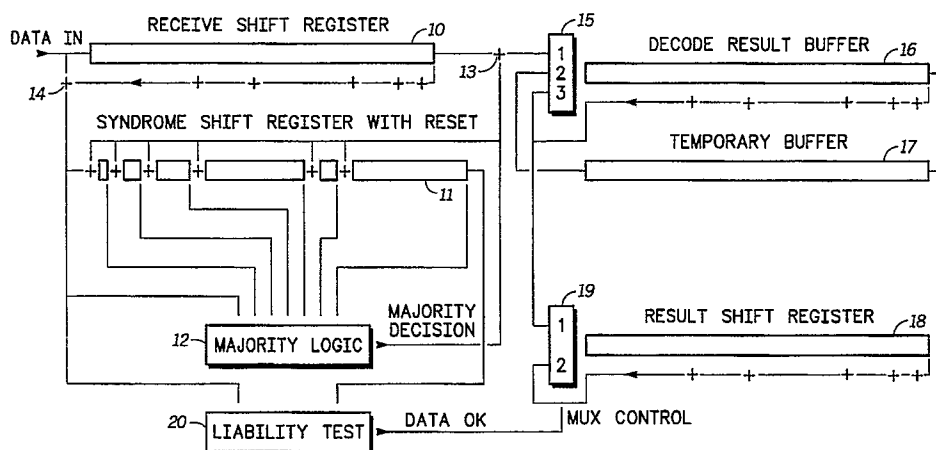 RECEIVE SHIFT REGISTER
10
15
DATA IN
13
1
2
3
DECODE RESULT BUFFER
16
14
SYNDROME SHIFT REGISTER WITH RESET
TEMPORARY BUFFER
17
11
19
MAJORITY
DECISION
1
2
RESULT SHIFT REGISTER
18
12
MAJORITY LOGIC
20
LIABILITY TEST
DATA OK
MUX CONTROL